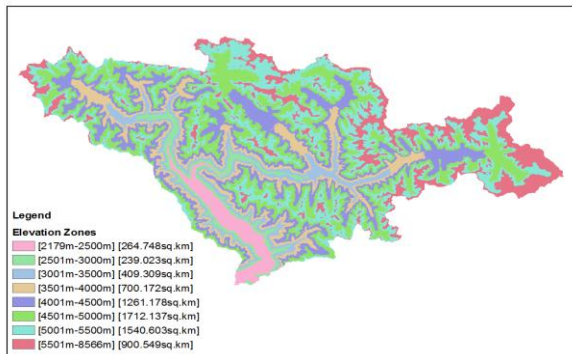 Legend
Elevation Zones
[2179m-2500m] [264.748sq.km]
[2501m-3000m] [239.023sq.km]
[3001m-3500m] [409.309sq.km]
[3501m-4000m] [700.172sq.km]
[4001m-4500m] [1261.178sq.km]
[4501m-5000m] [1712.137sq.km]
[5001m-5500m] [1540.603sq.km]
[5501m-8566m] [900.549sq.km]